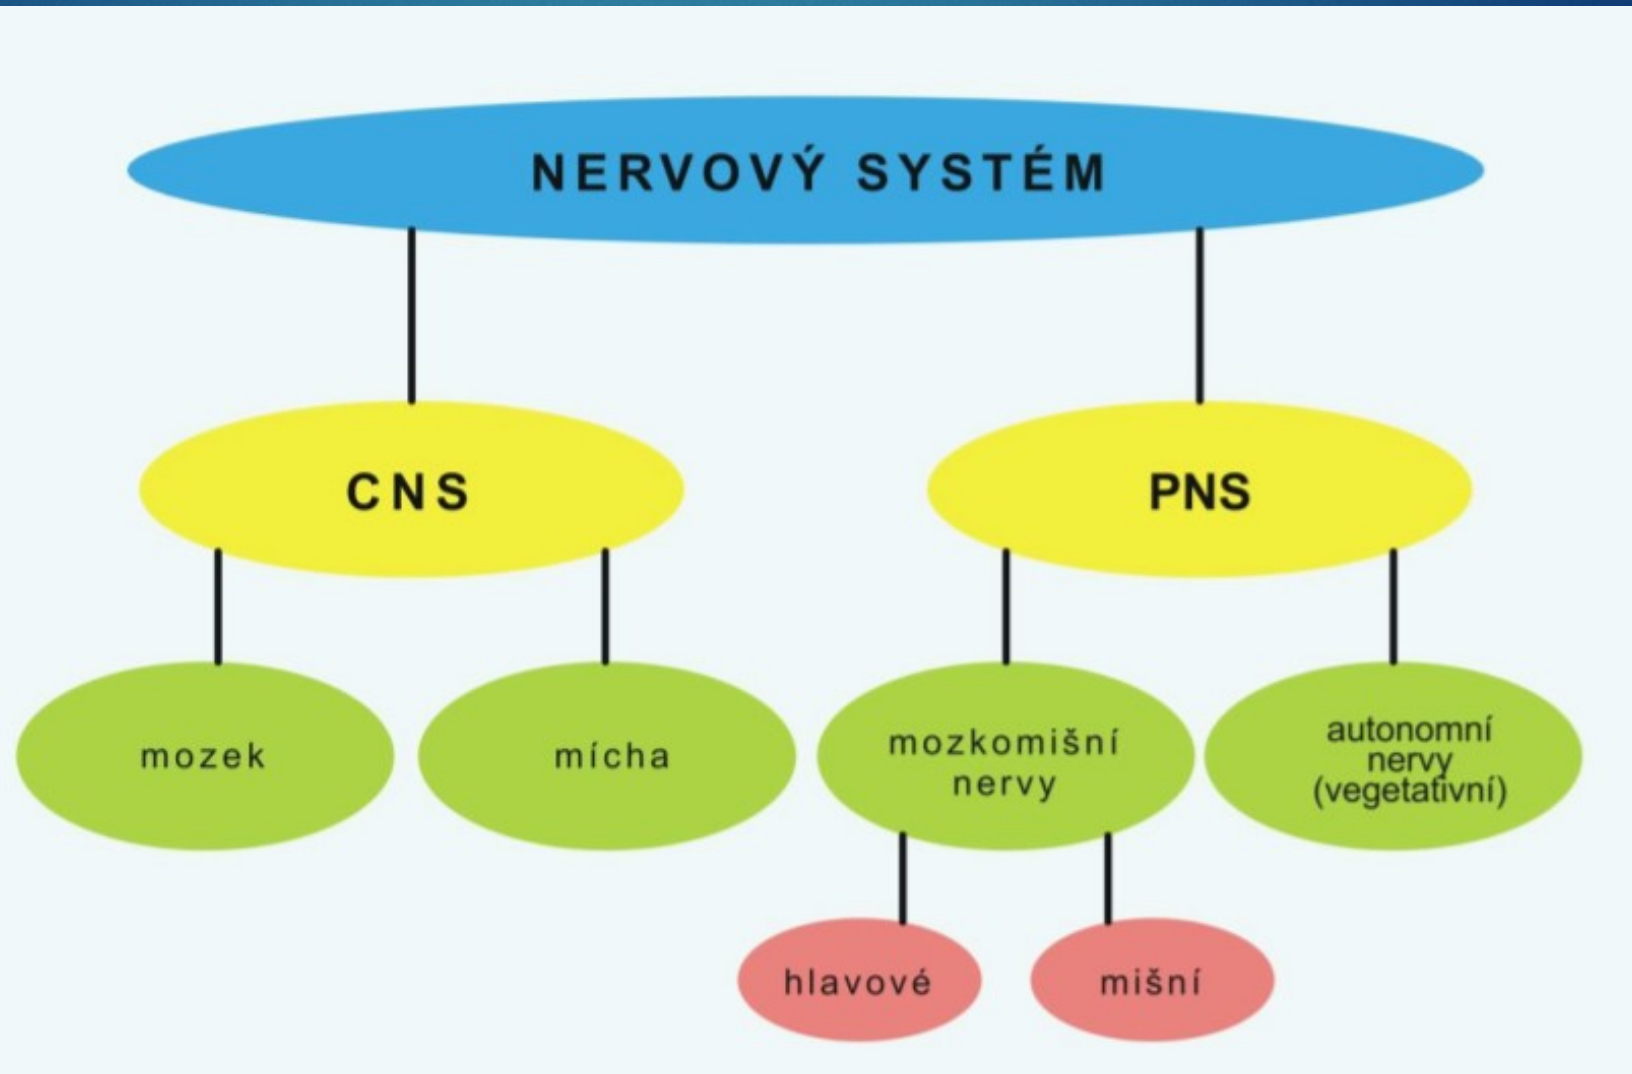 NERVOVÝ SYSTÉM
CNS
PNS
mozek
mícha
mozkomišní
nervy
autonomní
nervy
(vegetativní)
hlavové
mišní